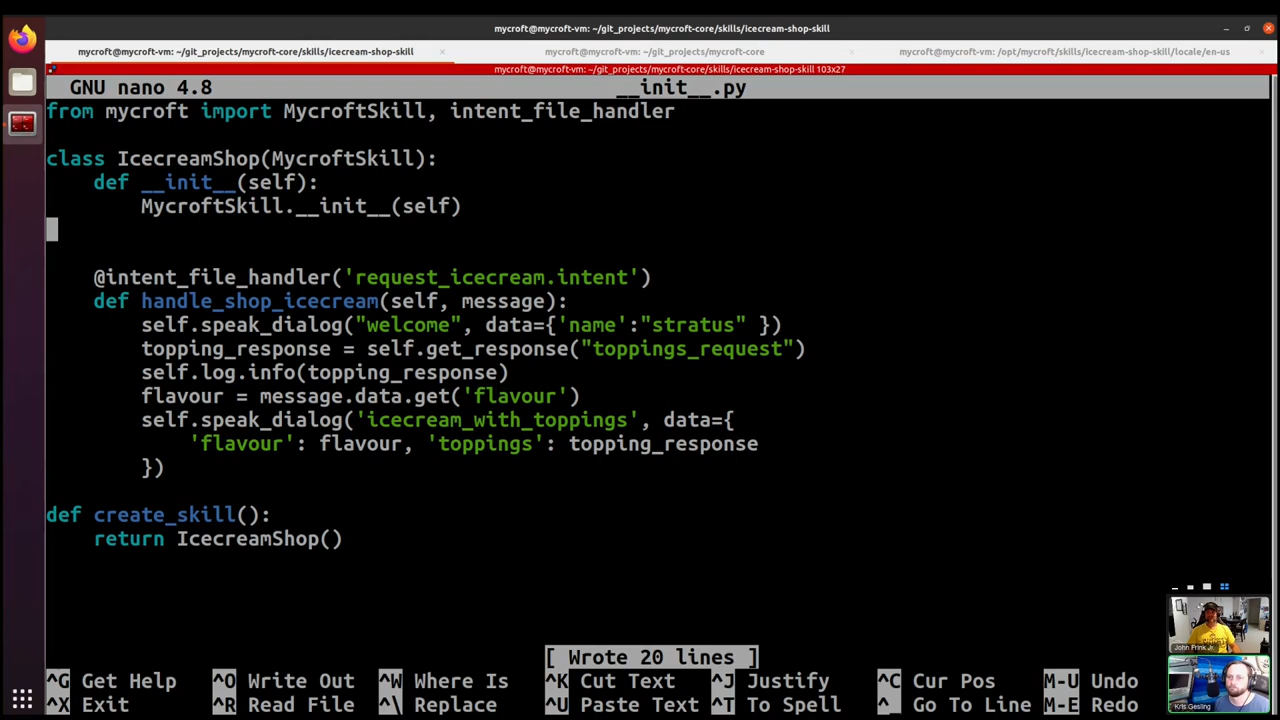 mycroft@mycroft-vm: ~/git_projects/mycroft-core/skills/icecream-shop-skill
mycroft@mycroft-vm: ~/git_projects/mycroft-core/skills/icecream-shop-skill × mycroft@mycroft-vm: ~/git_projects/mycroft-core × mycroft@mycroft-vm: /opt/mycroft/skills/icecream-shop-skill/locale/en-us ×
mycroft@mycroft-vm: ~/git_projects/mycroft-core/skills/icecream-shop-skill 103x27
GNU nano 4.8 __init__.py
from mycroft import MycroftSkill, intent_file_handler
class IcecreamShop(MycroftSkill):
def __init__(self):
MycroftSkill.__init__(self)
@intent_file_handler('request_icecream.intent')
def handle_shop_icecream(self, message):
self.speak_dialog("welcome", data={'name':"stratus" })
topping_response = self.get_response("toppings_request")
self.log.info(topping_response)
flavour = message.data.get('flavour')
self.speak_dialog('icecream_with_toppings', data={
'flavour': flavour, 'toppings': topping_response
})
def create_skill():
return IcecreamShop()
[ Wrote 20 lines ]
^G Get Help ^O Write Out ^W Where Is ^K Cut Text ^J Justify ^C Cur Pos M-U Undo
^X Exit ^R Read File ^\ Replace ^U Paste Text ^T To Spell ^_ Go To Line M-E Redo
John Frink Jr.
Kris Gesling